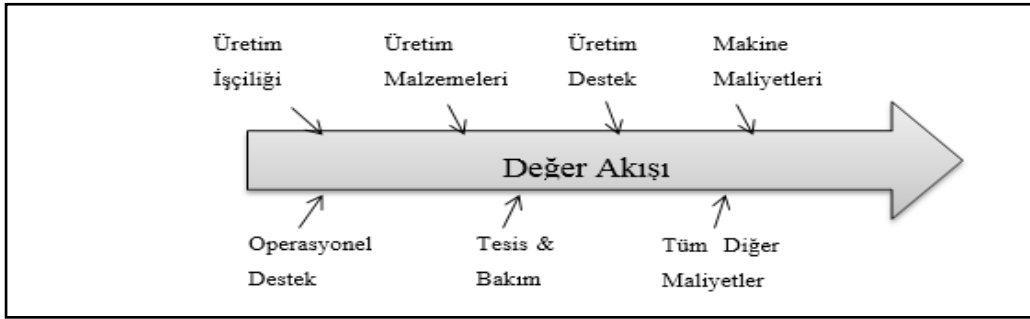 Üretim
İşçiliği
Üretim
Malzemeleri
Üretim
Destek
Makine
Maliyetleri
Değer Akışı
Operasyonel
Destek
Tesis &
Bakım
Tüm Diğer
Maliyetler